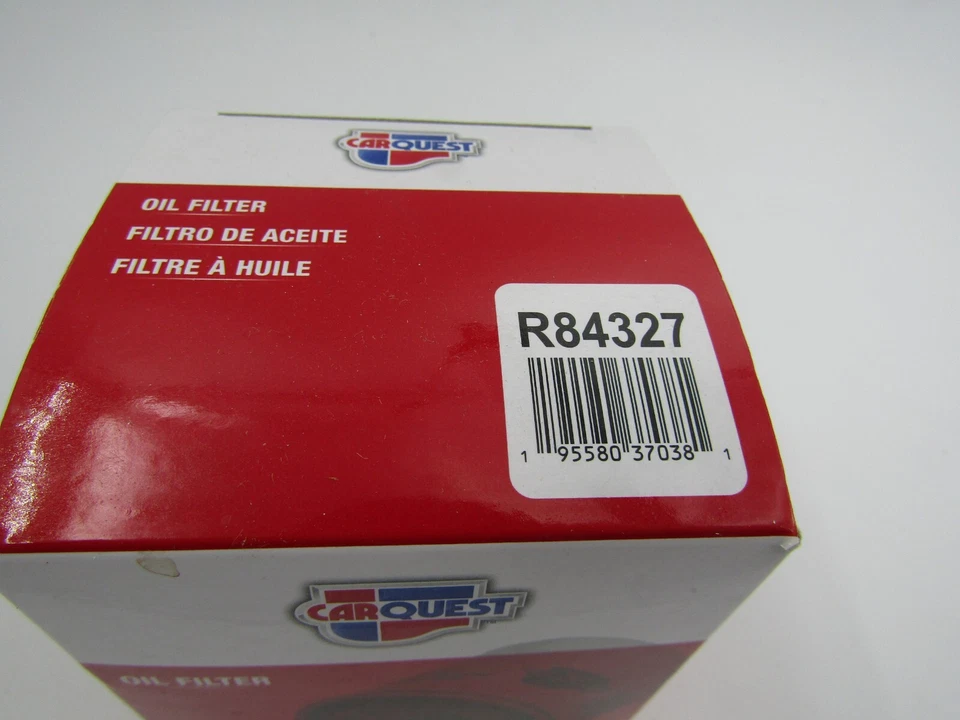 CARQUEST
OIL FILTER
FILTRO DE ACEITE
FILTRE À HUILE
R84327
1 95580 37038 1
CARQUEST
OIL FILTER